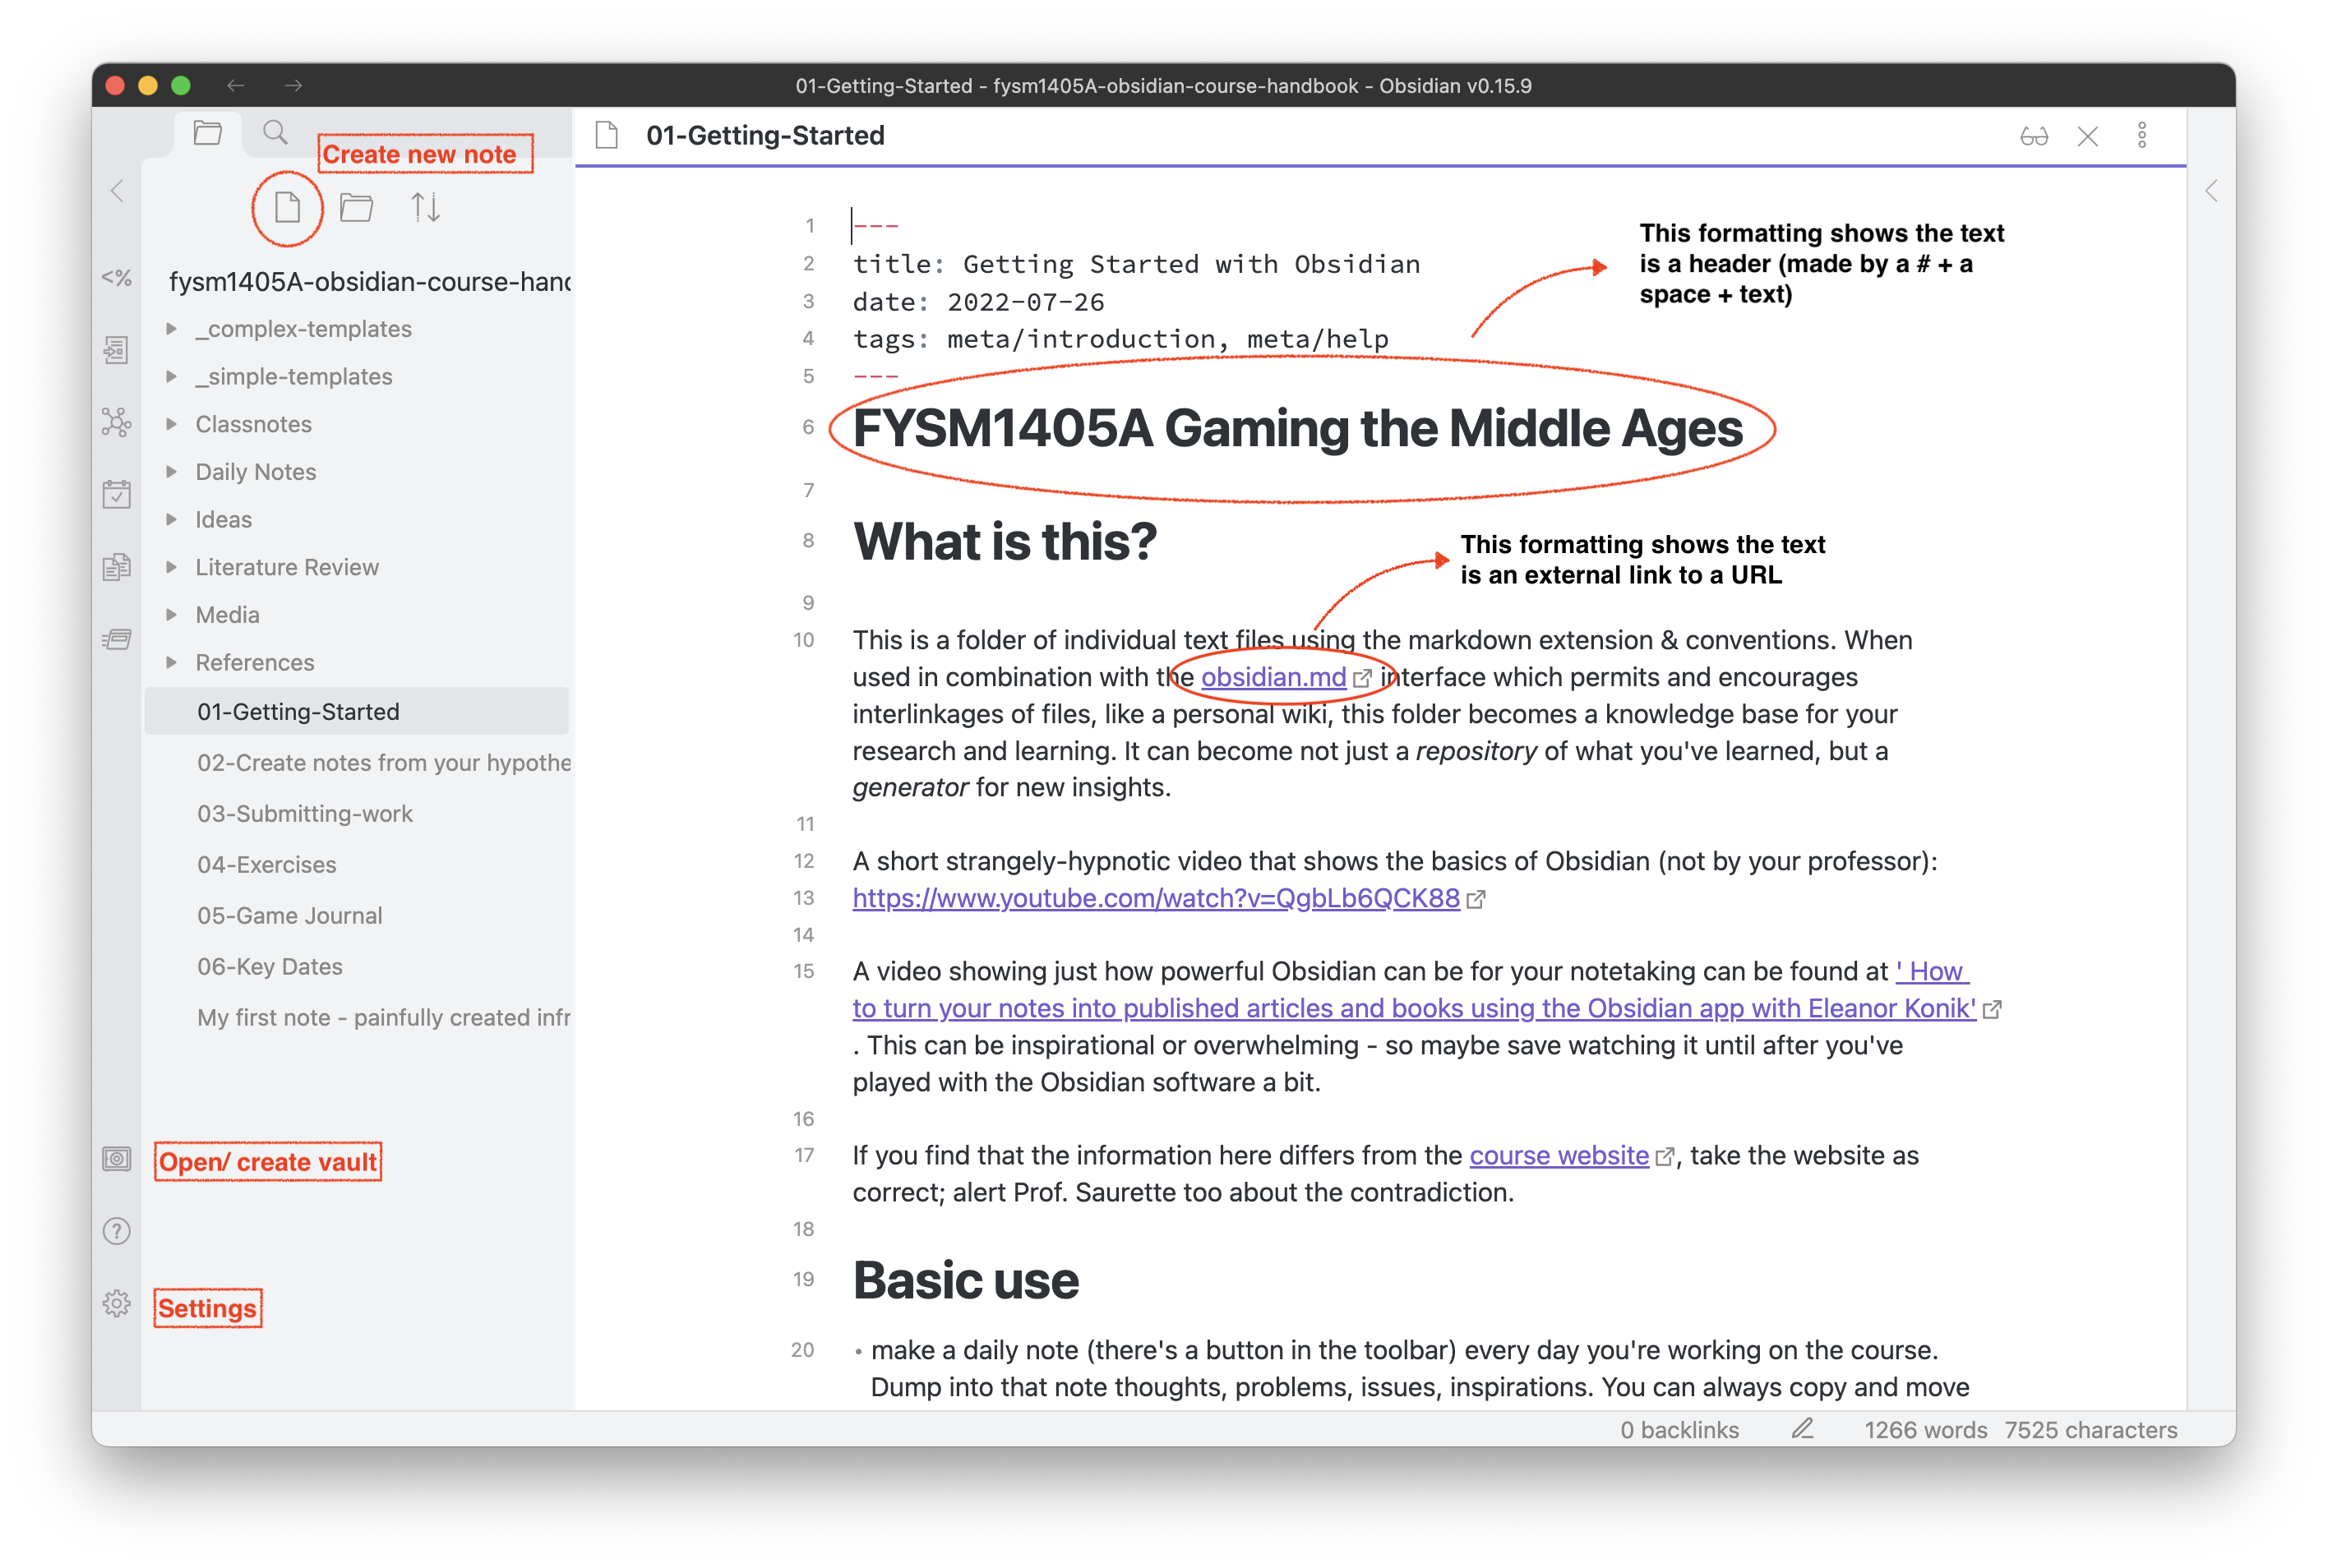 01-Getting-Started - fysm1405A-obsidian-course-handbook - Obsidian v0.15.9
Create new note
01-Getting-Started
<%
fysm1405A-obsidian-course-hand
_complex-templates
_simple-templates
Classnotes
Daily Notes
Ideas
Literature Review
Media
References
01-Getting-Started
02-Create notes from your hypothe
03-Submitting-work
04-Exercises
05-Game Journal
06-Key Dates
My first note - painfully created infr
Open/ create vault
Settings
1 ---
2 title: Getting Started with Obsidian
3 date: 2022-07-26
4 tags: meta/introduction, meta/help
5 ---
This formatting shows the text
is a header (made by a # + a
space + text)
6 FYSM1405A Gaming the Middle Ages
7
8 What is this?
This formatting shows the text
is an external link to a URL
9
10 This is a folder of individual text files using the markdown extension & conventions. When
used in combination with the obsidian.md interface which permits and encourages
interlinkages of files, like a personal wiki, this folder becomes a knowledge base for your
research and learning. It can become not just a repository of what you've learned, but a
generator for new insights.
11
12 A short strangely-hypnotic video that shows the basics of Obsidian (not by your professor):
13 https://www.youtube.com/watch?v=QgbLb6QCK88
14
15 A video showing just how powerful Obsidian can be for your notetaking can be found at ' How
to turn your notes into published articles and books using the Obsidian app with Eleanor Konik'
. This can be inspirational or overwhelming - so maybe save watching it until after you've
played with the Obsidian software a bit.
16
17 If you find that the information here differs from the course website, take the website as
correct; alert Prof. Saurette too about the contradiction.
18
19 Basic use
20 • make a daily note (there's a button in the toolbar) every day you're working on the course.
Dump into that note thoughts, problems, issues, inspirations. You can always copy and move
0 backlinks 1266 words 7525 characters